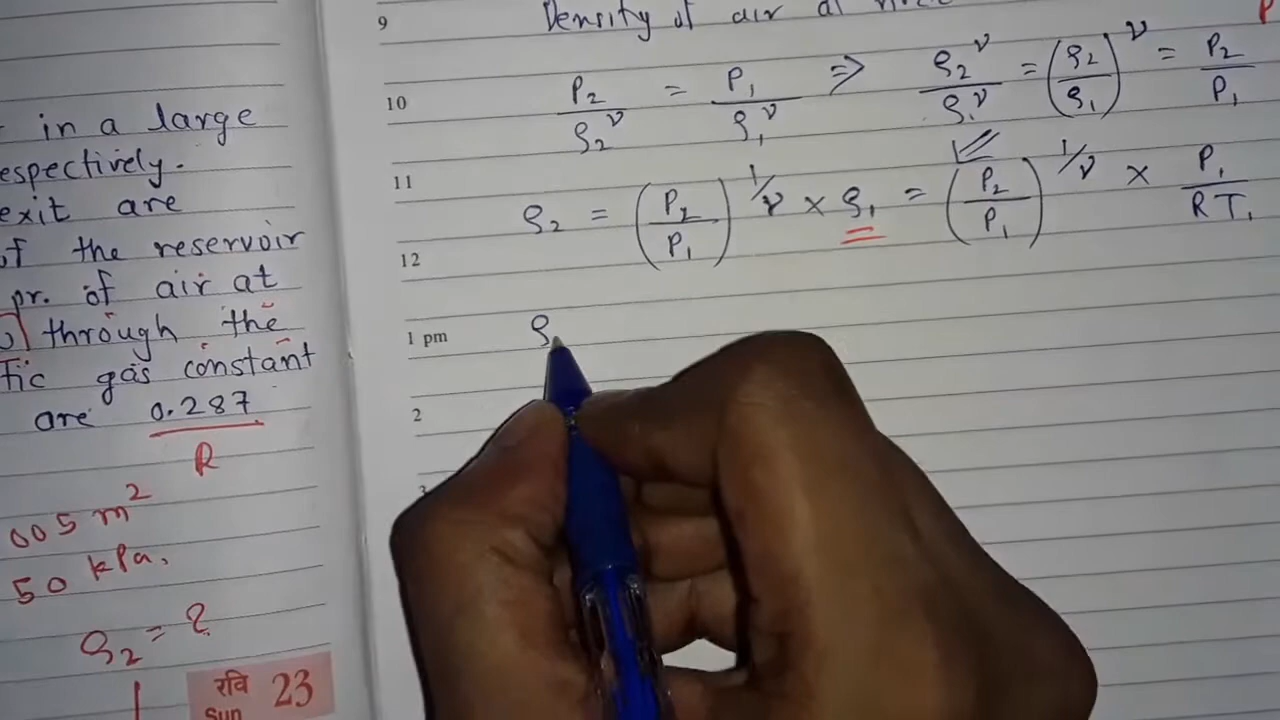 in a large
espectively.
exit are
of the reservoir
pr. of air at
through the
fic gas constant
are 0.287
R
005 m²
50 kPa.
ρ₂ = ?
रवि 23
Sun
9 Density of air at
10 P₂/ρ₂^γ = P₁/ρ₁^γ ⇒ ρ₂^γ/ρ₁^γ = (ρ₂/ρ₁)^γ = P₂/P₁
11 ρ₂ = (P₂/P₁)^1/γ × ρ₁ = (P₂/P₁)^1/γ × P₁/RT₁
12
1 pm ρ
2